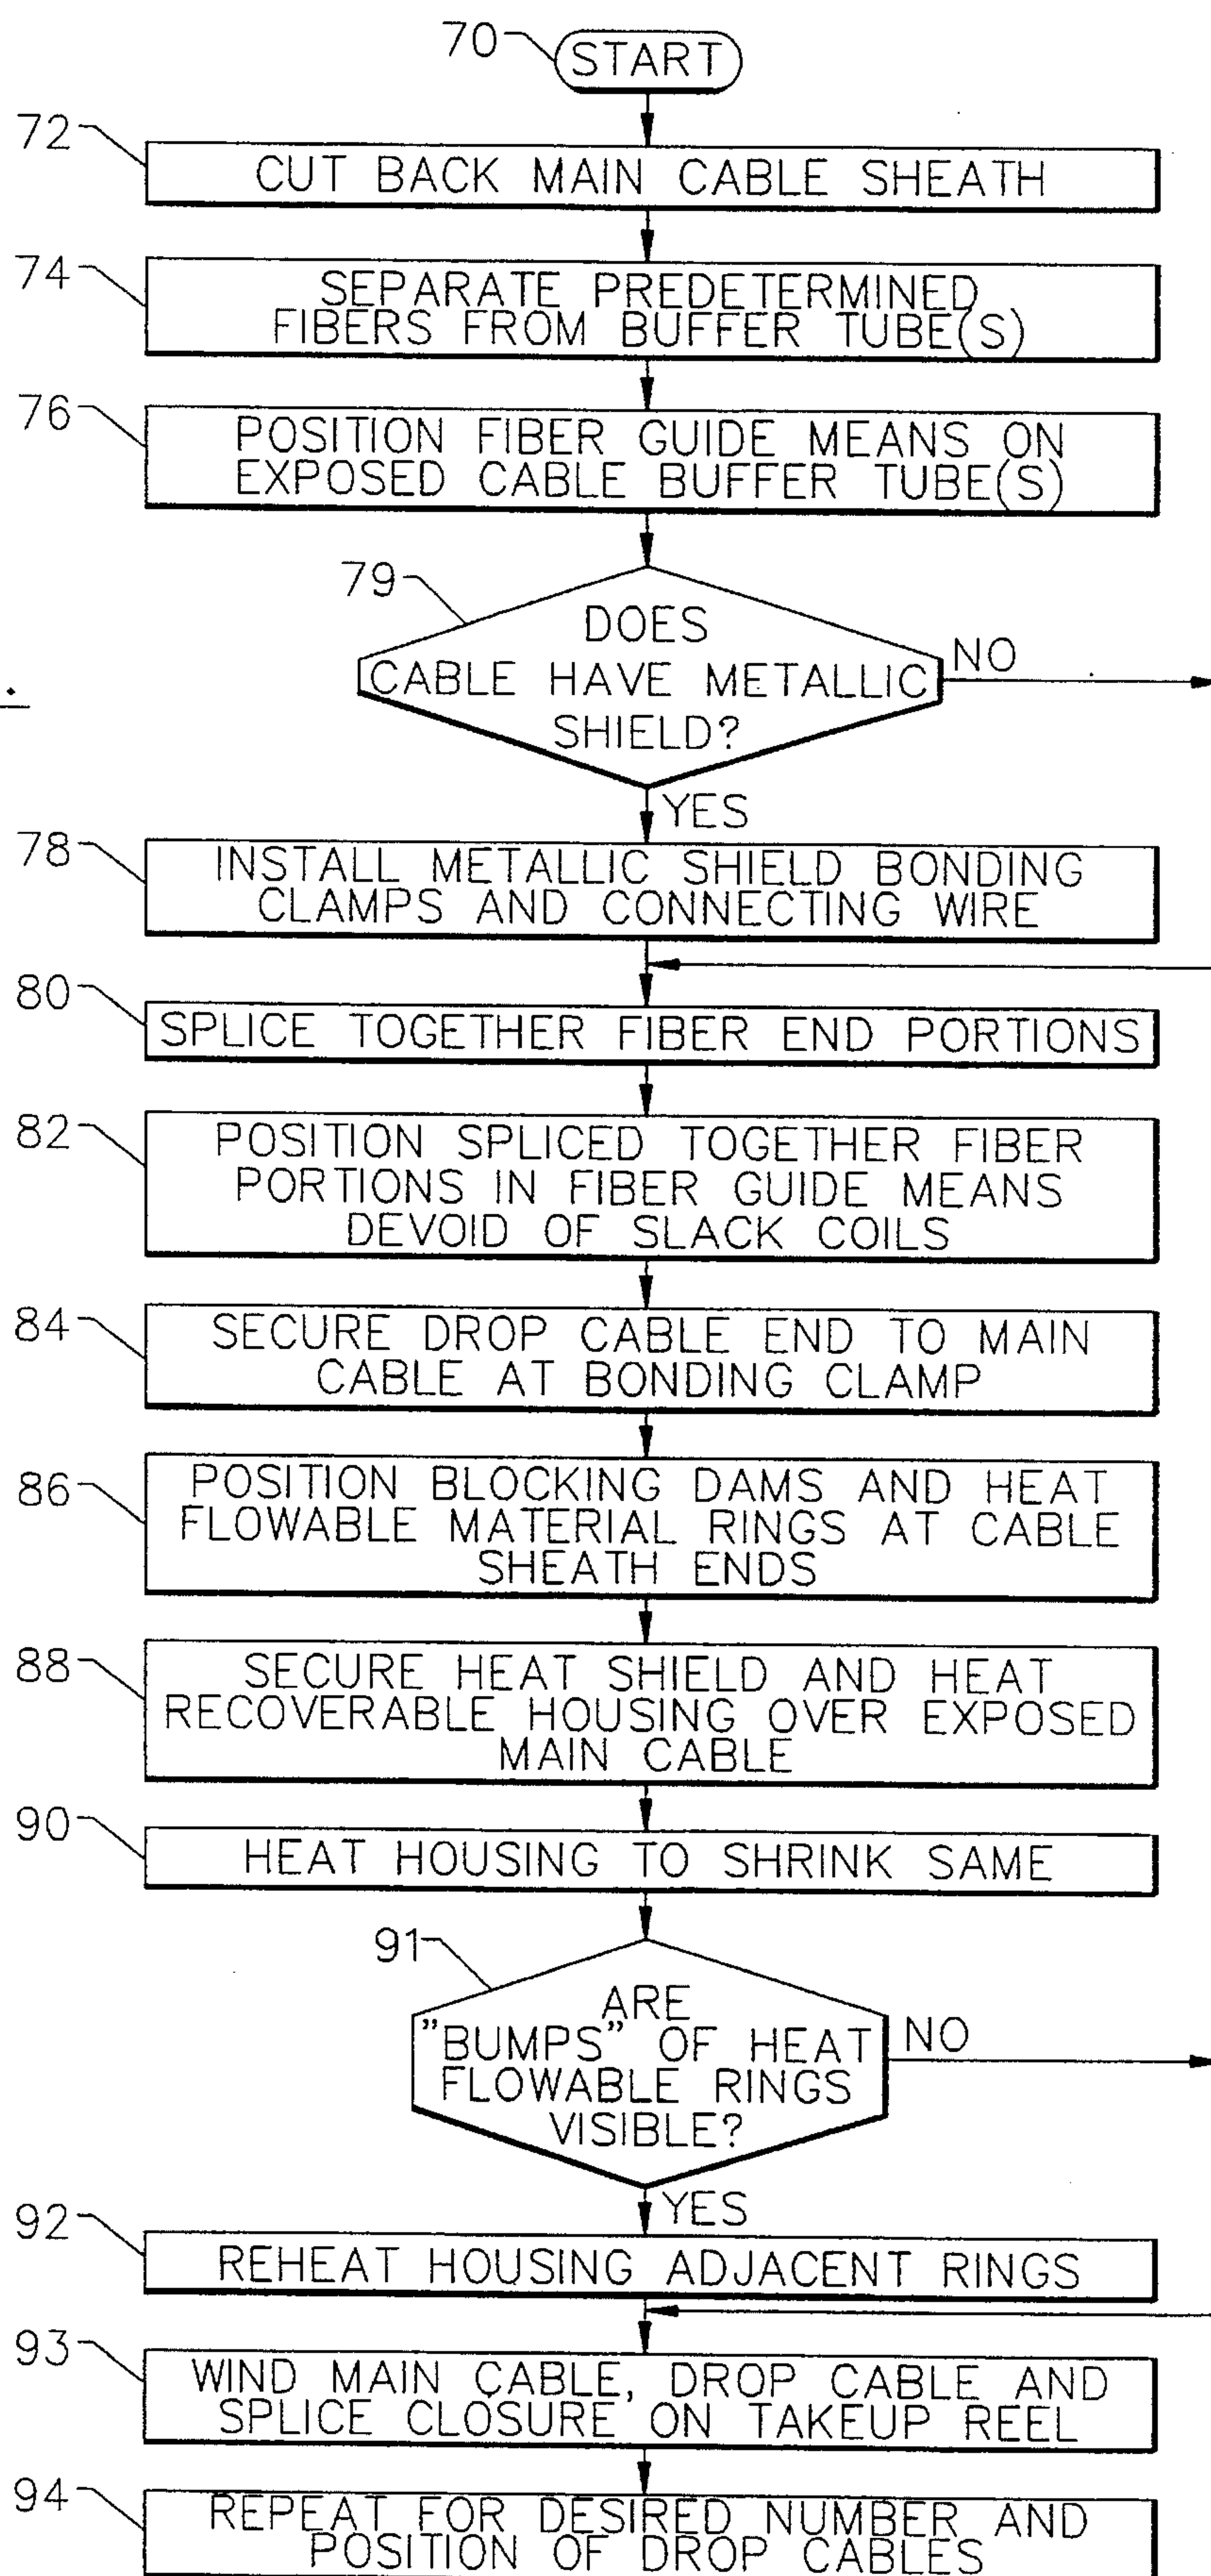 70 START
72 CUT BACK MAIN CABLE SHEATH
74 SEPARATE PREDETERMINED
FIBERS FROM BUFFER TUBE(S)
76 POSITION FIBER GUIDE MEANS ON
EXPOSED CABLE BUFFER TUBE(S)
79 DOES
CABLE HAVE METALLIC
SHIELD?
NO
YES
78 INSTALL METALLIC SHIELD BONDING
CLAMPS AND CONNECTING WIRE
80 SPLICE TOGETHER FIBER END PORTIONS
82 POSITION SPLICED TOGETHER FIBER
PORTIONS IN FIBER GUIDE MEANS
DEVOID OF SLACK COILS
84 SECURE DROP CABLE END TO MAIN
CABLE AT BONDING CLAMP
86 POSITION BLOCKING DAMS AND HEAT
FLOWABLE MATERIAL RINGS AT CABLE
SHEATH ENDS
88 SECURE HEAT SHIELD AND HEAT
RECOVERABLE HOUSING OVER EXPOSED
MAIN CABLE
90 HEAT HOUSING TO SHRINK SAME
91 ARE
"BUMPS" OF HEAT
FLOWABLE RINGS
VISIBLE?
NO
YES
92 REHEAT HOUSING ADJACENT RINGS
93 WIND MAIN CABLE, DROP CABLE AND
SPLICE CLOSURE ON TAKEUP REEL
94 REPEAT FOR DESIRED NUMBER AND
POSITION OF DROP CABLES